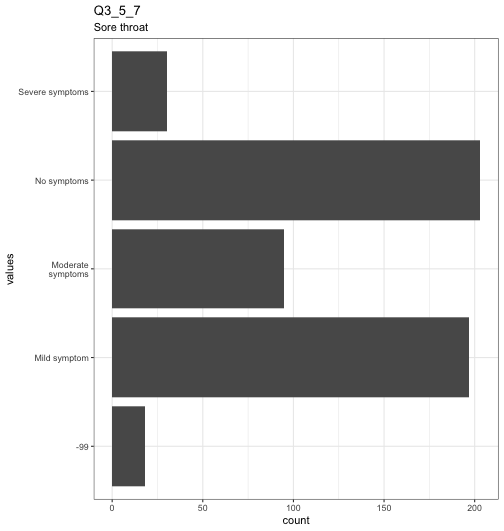 Q3_5_7
Sore throat
Severe symptoms
No symptoms
Moderate
symptoms
Mild symptom
-99
values
0 50 100 150 200
count